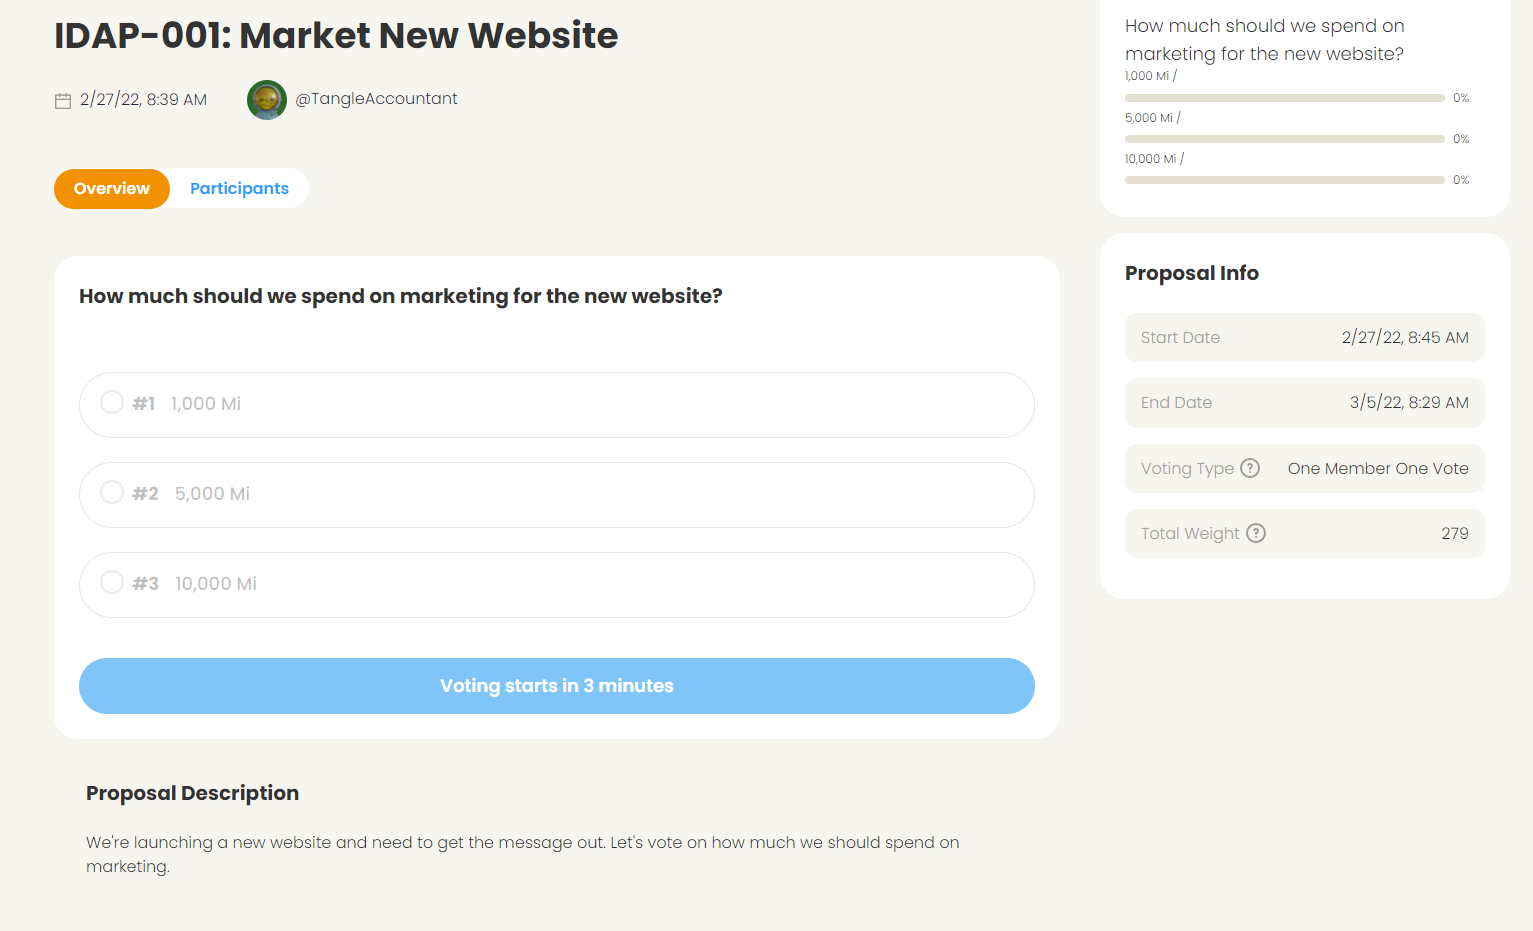 IDAP-001: Market New Website
2/27/22, 8:39 AM
@TangleAccountant
Overview
Participants
How much should we spend on marketing for the new website?
#1 1,000 Mi
#2 5,000 Mi
#3 10,000 Mi
Voting starts in 3 minutes
Proposal Description
We're launching a new website and need to get the message out. Let's vote on how much we should spend on
marketing.
How much should we spend on
marketing for the new website?
1,000 Mi /
0%
5,000 Mi /
0%
10,000 Mi /
0%
Proposal Info
Start Date 2/27/22, 8:45 AM
End Date 3/5/22, 8:29 AM
Voting Type ? One Member One Vote
Total Weight ? 279